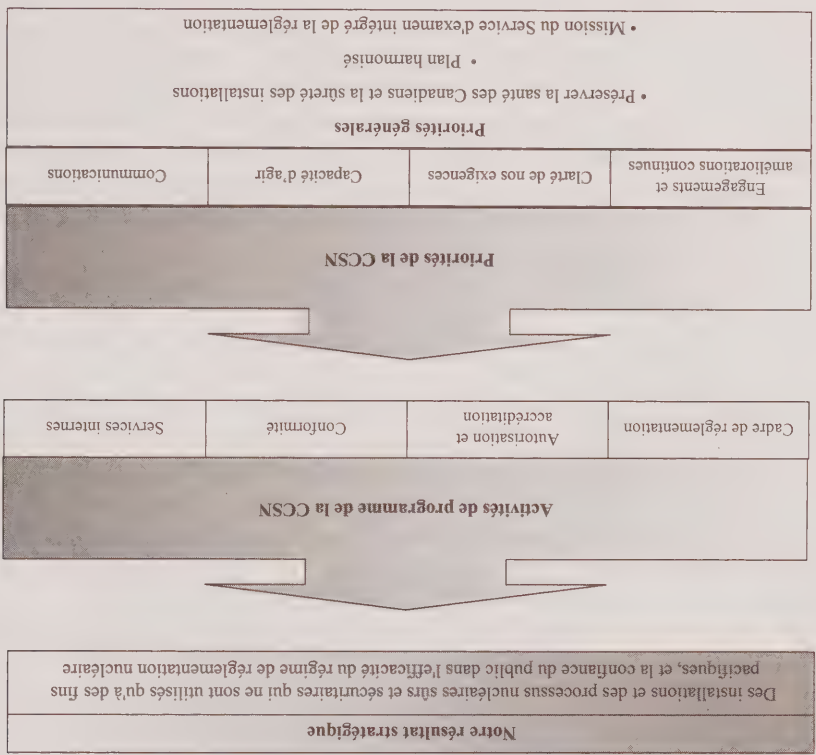 Notre résultat stratégique
Des installations et des processus nucléaires sûrs et sécuritaires qui ne sont utilisés qu'à des fins
pacifiques, et la confiance du public dans l'efficacité du régime de réglementation nucléaire
Activités de programme de la CCSN
Cadre de réglementation
Autorisation et
accréditation
Conformité
Services internes
Priorités de la CCSN
Engagements et
améliorations continues
Clarté de nos exigences
Capacité d'agir
Communications
Priorités générales
• Préserver la santé des Canadiens et la sûreté des installations
• Plan harmonisé
• Mission du Service d'examen intégré de la réglementation